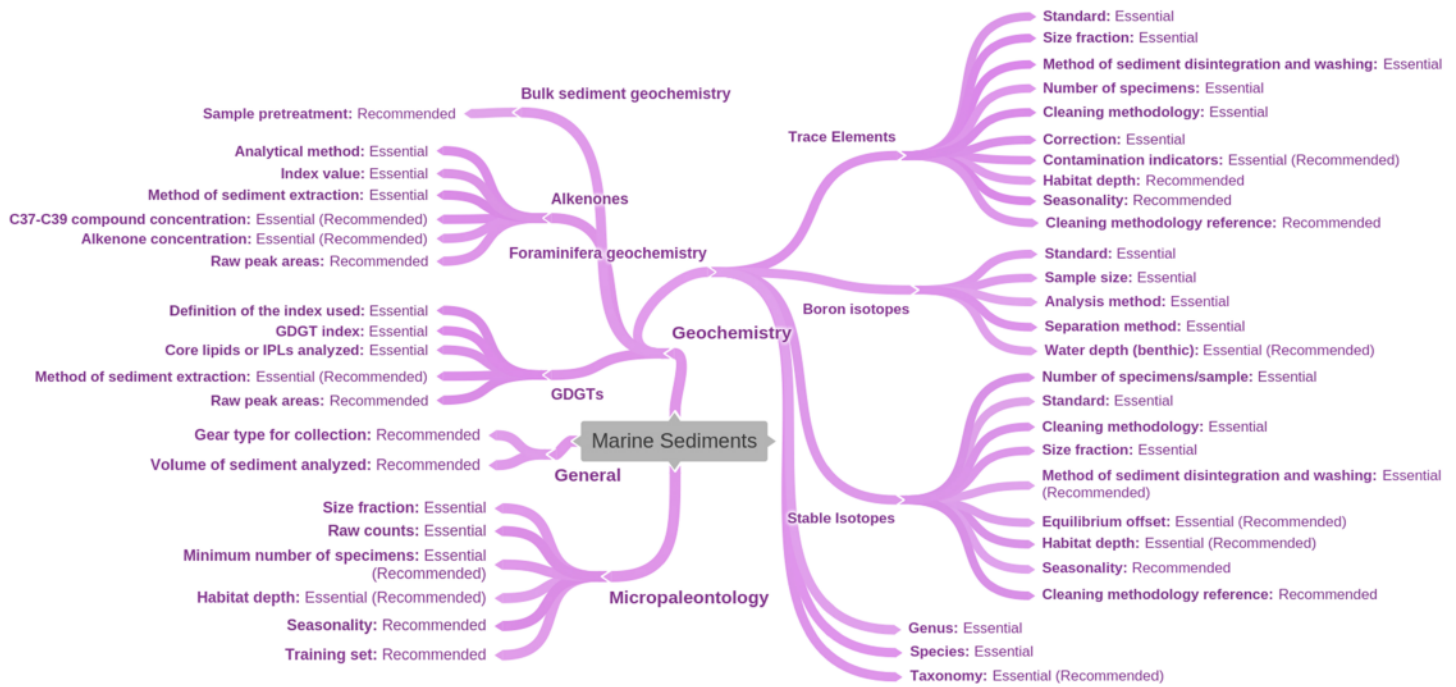 Marine Sediments
Geochemistry
Bulk sediment geochemistry
Sample pretreatment: Recommended
Alkenones
Analytical method: Essential
Index value: Essential
Method of sediment extraction: Essential
C37-C39 compound concentration: Essential (Recommended)
Alkenone concentration: Essential (Recommended)
Raw peak areas: Recommended
Foraminifera geochemistry
Trace Elements
Standard: Essential
Size fraction: Essential
Method of sediment disintegration and washing: Essential
Number of specimens: Essential
Cleaning methodology: Essential
Correction: Essential
Contamination indicators: Essential (Recommended)
Habitat depth: Recommended
Seasonality: Recommended
Cleaning methodology reference: Recommended
Boron isotopes
Standard: Essential
Sample size: Essential
Analysis method: Essential
Separation method: Essential
Water depth (benthic): Essential (Recommended)
Stable Isotopes
Number of specimens/sample: Essential
Standard: Essential
Cleaning methodology: Essential
Size fraction: Essential
Method of sediment disintegration and washing: Essential
(Recommended)
Equilibrium offset: Essential (Recommended)
Habitat depth: Essential (Recommended)
Seasonality: Recommended
Cleaning methodology reference: Recommended
Genus: Essential
Species: Essential
Taxonomy: Essential (Recommended)
GDGTs
Definition of the index used: Essential
GDGT index: Essential
Core lipids or IPLs analyzed: Essential
Method of sediment extraction: Essential (Recommended)
Raw peak areas: Recommended
General
Gear type for collection: Recommended
Volume of sediment analyzed: Recommended
Micropaleontology
Size fraction: Essential
Raw counts: Essential
Minimum number of specimens: Essential
(Recommended)
Habitat depth: Essential (Recommended)
Seasonality: Recommended
Training set: Recommended